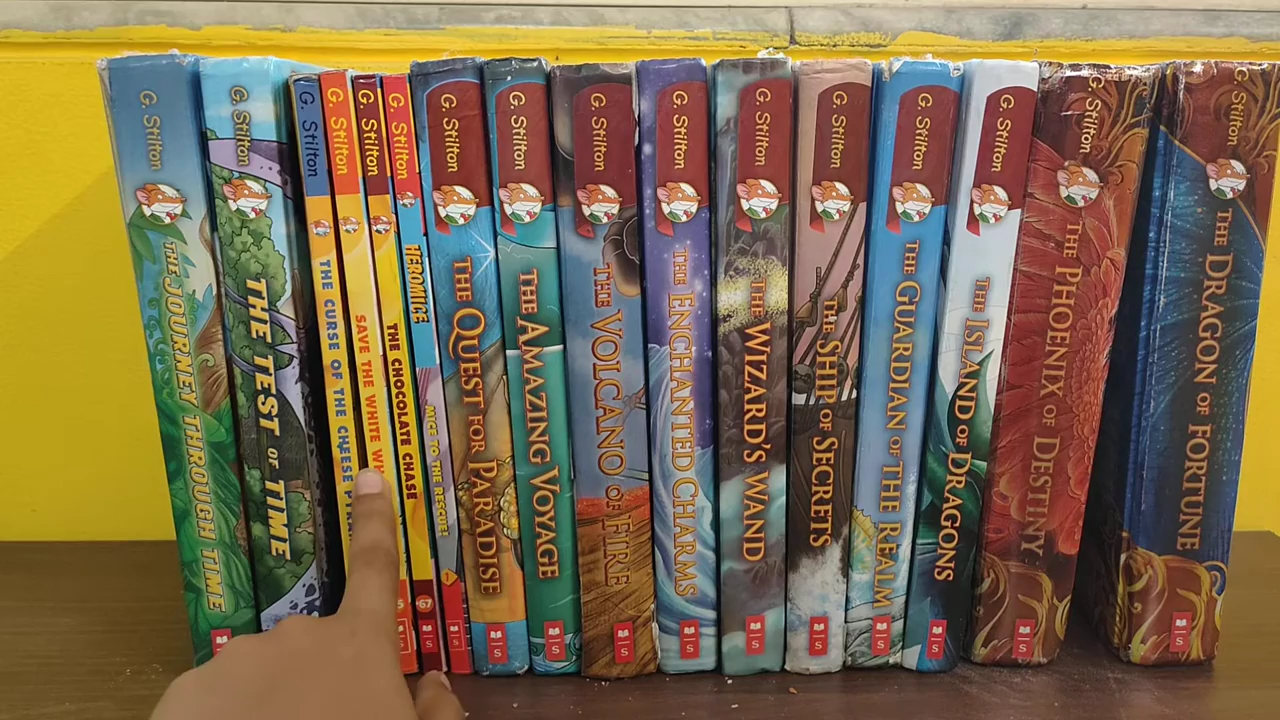 G. Stilton
THE JOURNEY THROUGH TIME
G. Stilton
THE TEST OF TIME
G. Stilton
THE CURSE OF THE CHEESE
G. Stilton
SAVE THE WHITE
G. Stilton
THE CHOCOLATE CHASE
67
G. Stilton
HEROMICE
MICE TO THE RESCUE!
1
G. Stilton
THE QUEST FOR PARADISE
S
G. Stilton
THE AMAZING VOYAGE
S
G. Stilton
THE VOLCANO OF FIRE
S
G. Stilton
THE ENCHANTED CHARMS
S
G. Stilton
THE WIZARD'S WAND
S
G. Stilton
THE SHIP OF SECRETS
S
G. Stilton
THE GUARDIAN OF THE REALM
S
G. Stilton
THE ISLAND OF DRAGONS
S
G. Stilton
THE PHOENIX OF DESTINY
S
G. Stilton
THE DRAGON OF FORTUNE
S